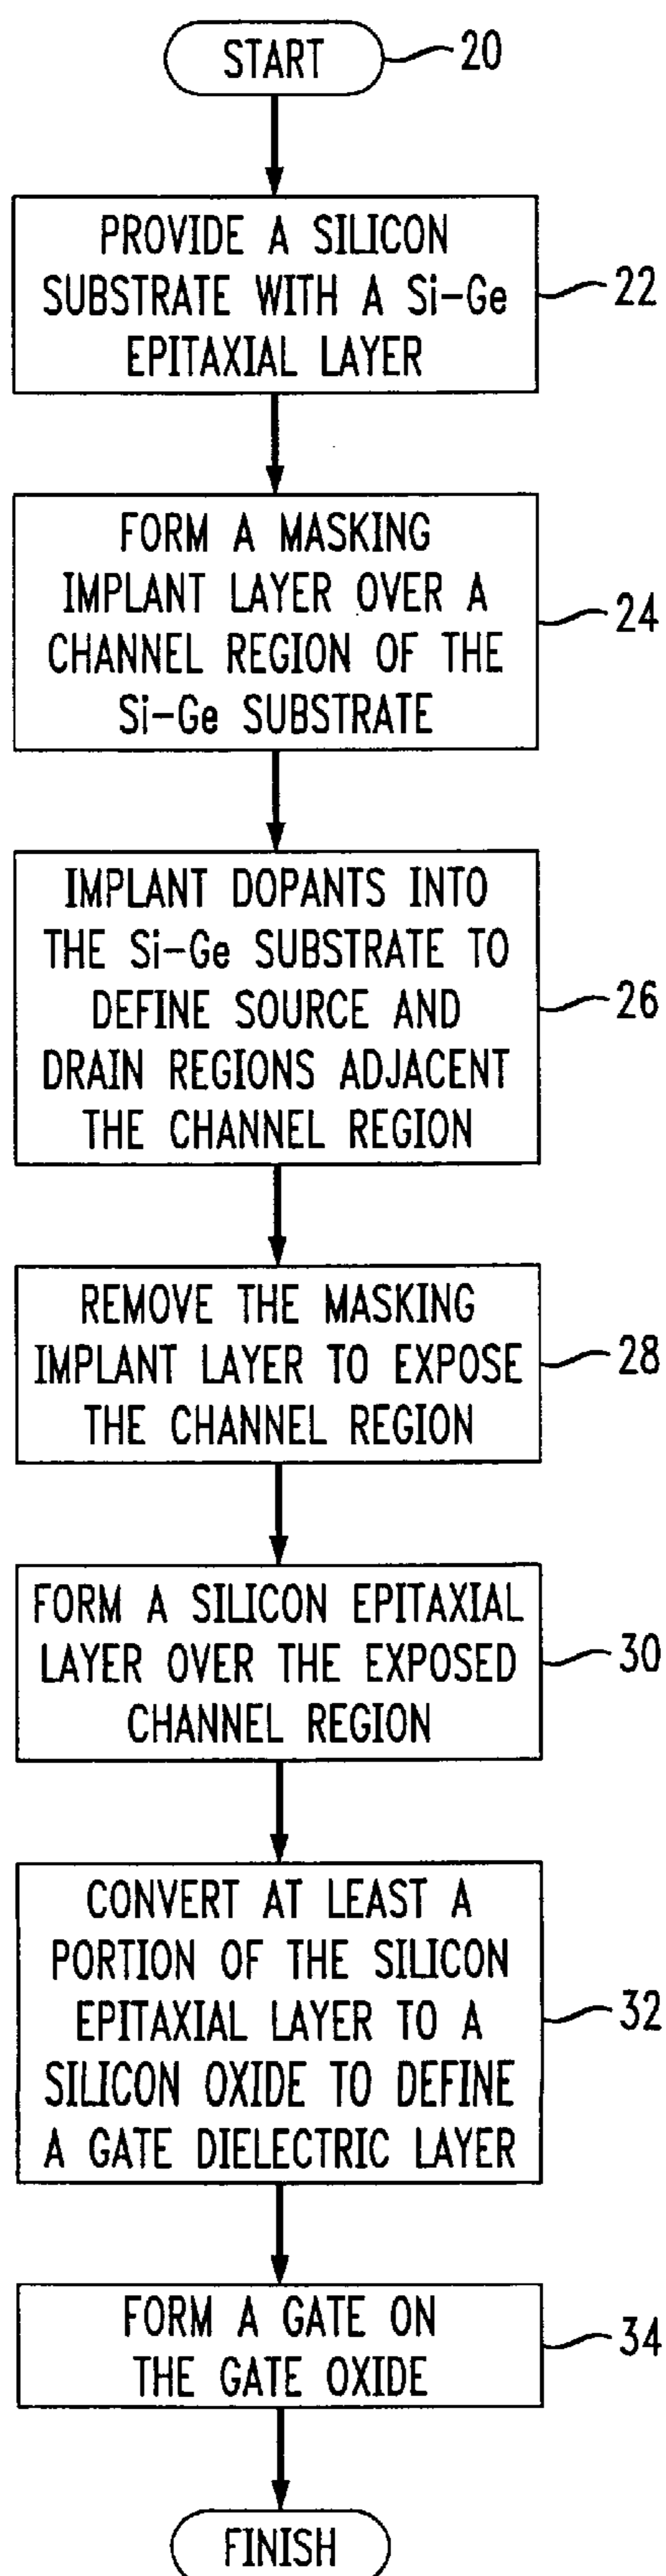 START
20
PROVIDE A SILICON
SUBSTRATE WITH A Si-Ge
EPITAXIAL LAYER
22
FORM A MASKING
IMPLANT LAYER OVER A
CHANNEL REGION OF THE
Si-Ge SUBSTRATE
24
IMPLANT DOPANTS INTO
THE Si-Ge SUBSTRATE TO
DEFINE SOURCE AND
DRAIN REGIONS ADJACENT
THE CHANNEL REGION
26
REMOVE THE MASKING
IMPLANT LAYER TO EXPOSE
THE CHANNEL REGION
28
FORM A SILICON EPITAXIAL
LAYER OVER THE EXPOSED
CHANNEL REGION
30
CONVERT AT LEAST A
PORTION OF THE SILICON
EPITAXIAL LAYER TO A
SILICON OXIDE TO DEFINE
A GATE DIELECTRIC LAYER
32
FORM A GATE ON
THE GATE OXIDE
34
FINISH